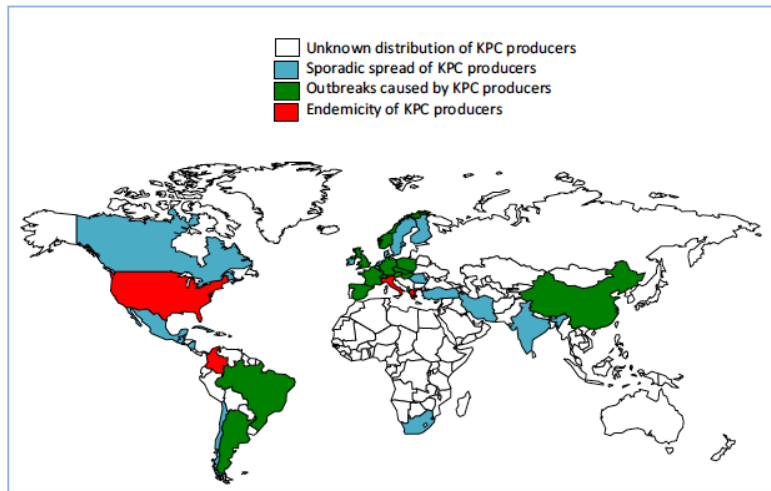 Unknown distribution of KPC producers
Sporadic spread of KPC producers
Outbreaks caused by KPC producers
Endemicity of KPC producers